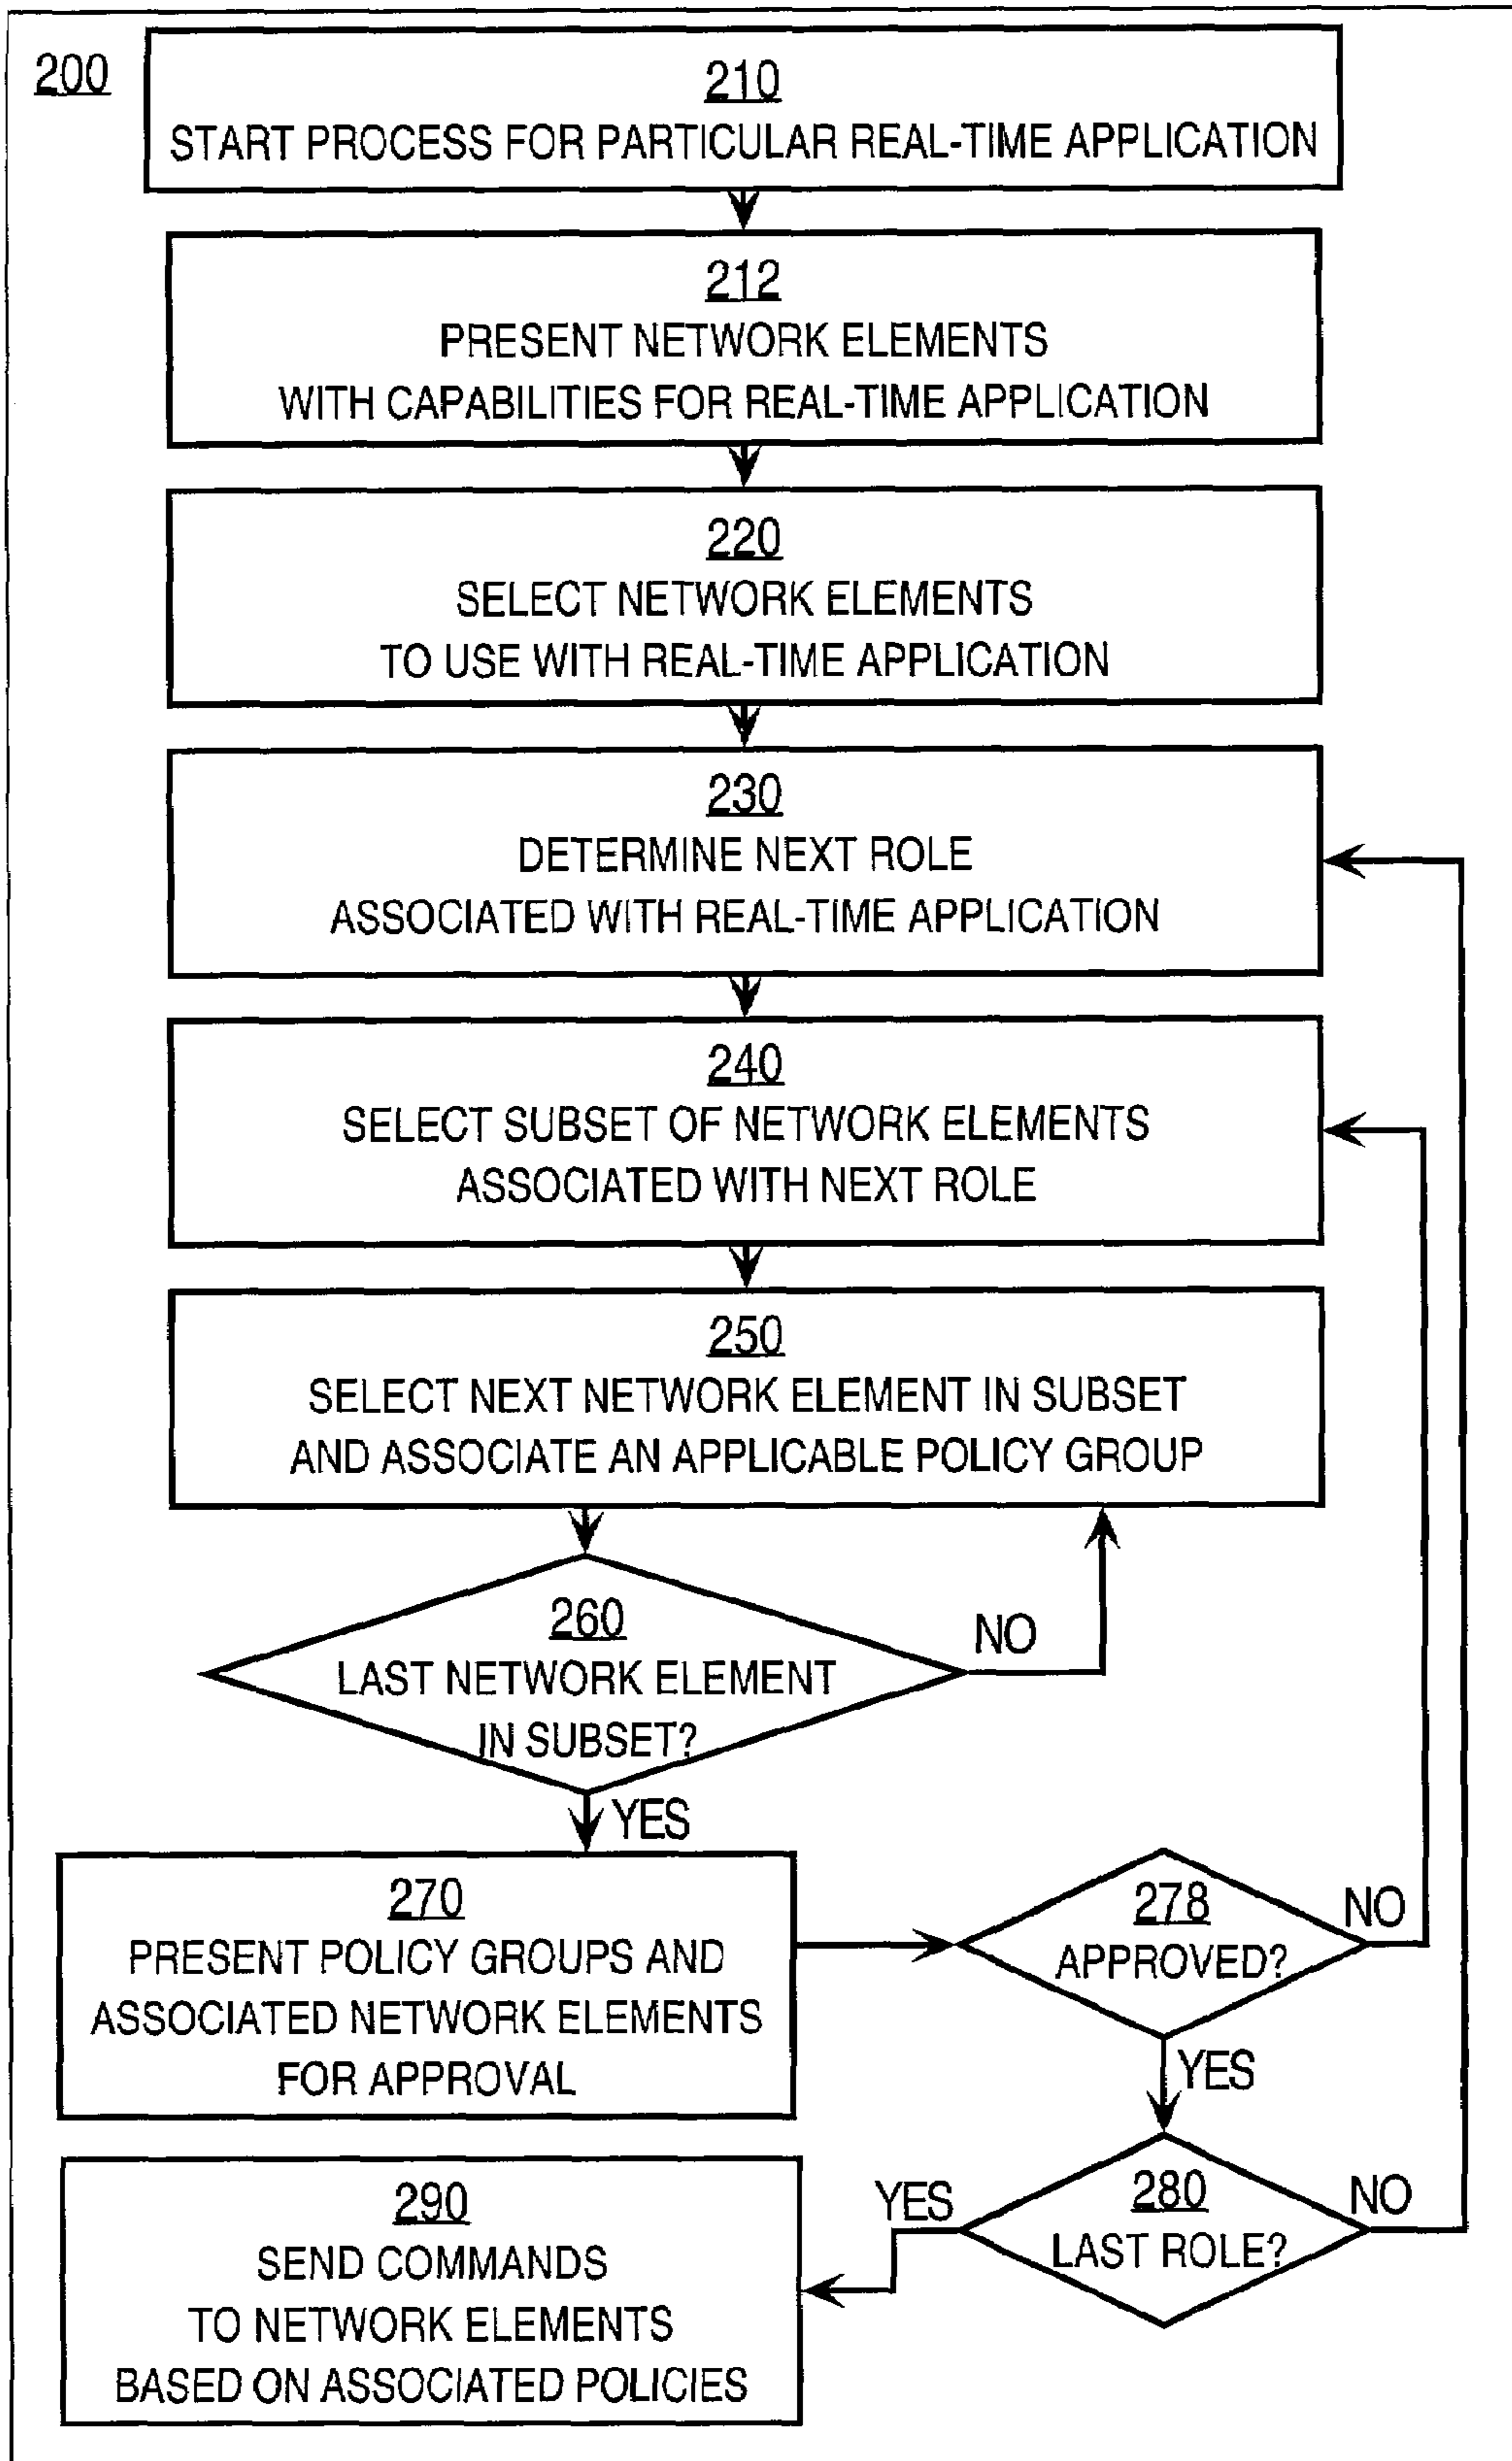 200
210
START PROCESS FOR PARTICULAR REAL-TIME APPLICATION
212
PRESENT NETWORK ELEMENTS
WITH CAPABILITIES FOR REAL-TIME APPLICATION
220
SELECT NETWORK ELEMENTS
TO USE WITH REAL-TIME APPLICATION
230
DETERMINE NEXT ROLE
ASSOCIATED WITH REAL-TIME APPLICATION
240
SELECT SUBSET OF NETWORK ELEMENTS
ASSOCIATED WITH NEXT ROLE
250
SELECT NEXT NETWORK ELEMENT IN SUBSET
AND ASSOCIATE AN APPLICABLE POLICY GROUP
260
LAST NETWORK ELEMENT
IN SUBSET?
NO
YES
270
PRESENT POLICY GROUPS AND
ASSOCIATED NETWORK ELEMENTS
FOR APPROVAL
278
APPROVED?
NO
YES
280
LAST ROLE?
NO
YES
290
SEND COMMANDS
TO NETWORK ELEMENTS
BASED ON ASSOCIATED POLICIES